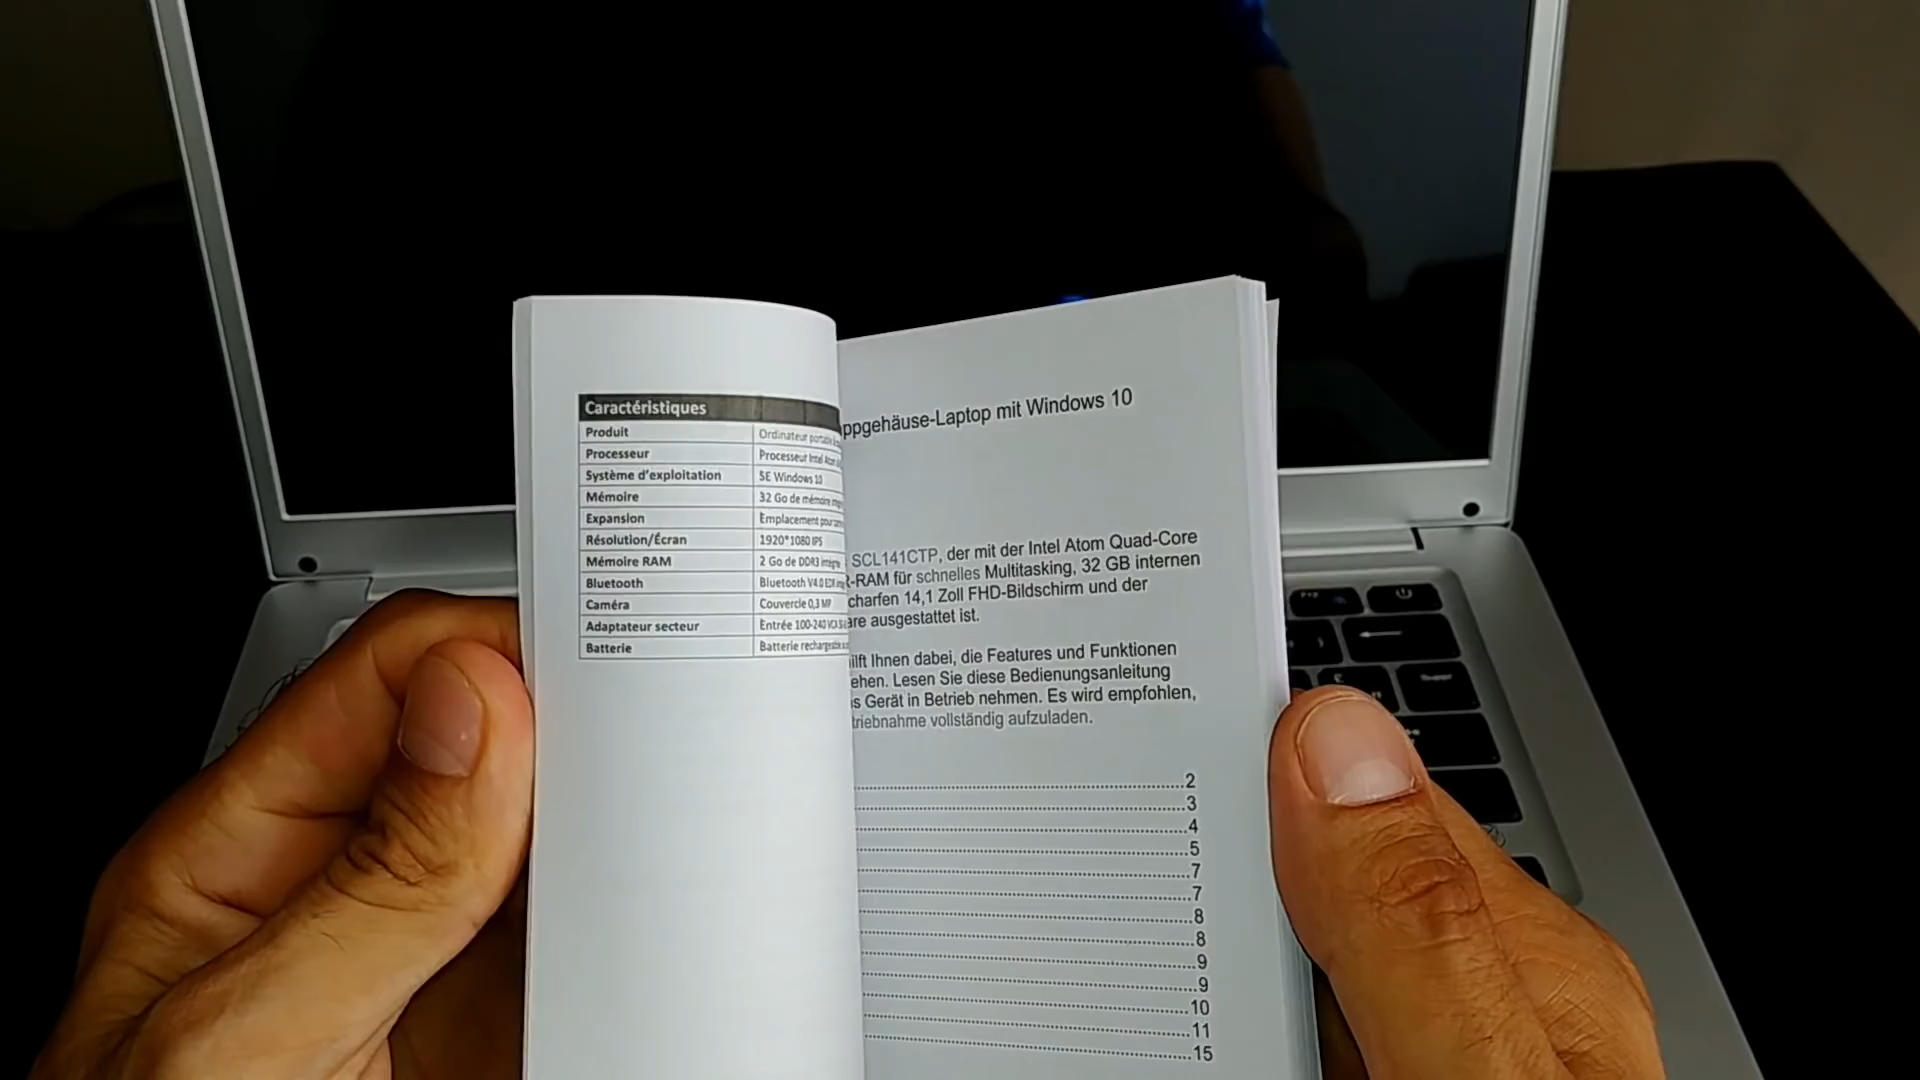 Caractéristiques
Produit Ordinateur portable
Processeur Processeur Intel Atom
Système d'exploitation SE Windows 10
Mémoire 32 Go de mémoire
Expansion Emplacement pour
Résolution/Écran 1920*1080 IPS
Mémoire RAM 2 Go de DDR3
Bluetooth Bluetooth V4.0 EDR
Caméra Couvercle 0,3 MP
Adaptateur secteur Entrée 100-240
Batterie Batterie rechargeable
ppgehäuse-Laptop mit Windows 10
SCL141CTP, der mit der Intel Atom Quad-Core
-RAM für schnelles Multitasking, 32 GB internen
charfen 14,1 Zoll FHD-Bildschirm und der
are ausgestattet ist.
ilft Ihnen dabei, die Features und Funktionen
ehen. Lesen Sie diese Bedienungsanleitung
s Gerät in Betrieb nehmen. Es wird empfohlen,
triebnahme vollständig aufzuladen.
2
3
4
5
7
7
8
8
9
9
10
11
15